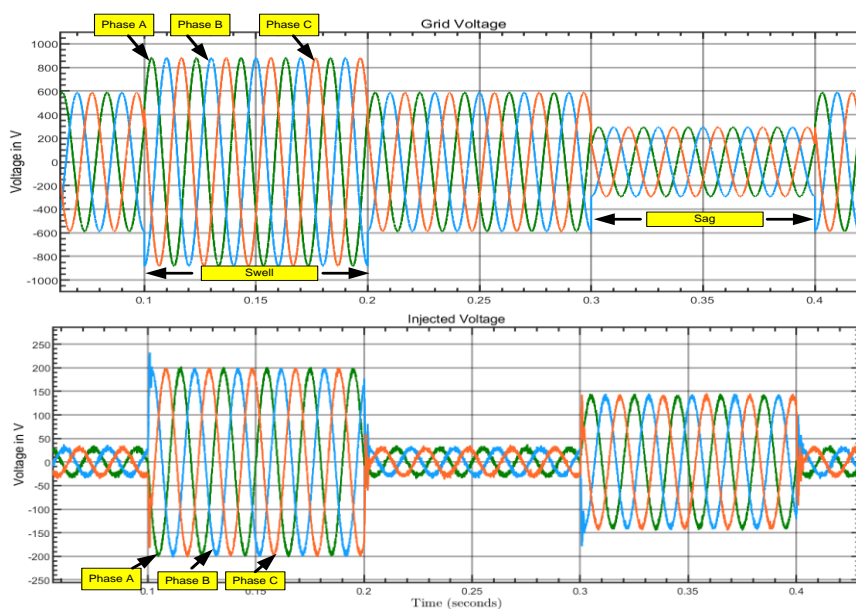 Phase A
Phase B
Phase C
Grid Voltage
1000
800
600
400
200
0
-200
-400
-600
-800
-1000
Voltage in V
Sag
Swell
0.1
0.15
0.2
0.25
0.3
0.35
0.4
Injected Voltage
250
200
150
100
50
0
-50
-100
-150
-200
-250
Voltage in V
Phase A
Phase B
Phase C
0.1
0.15
0.2
0.25
0.3
0.35
0.4
Time (seconds)